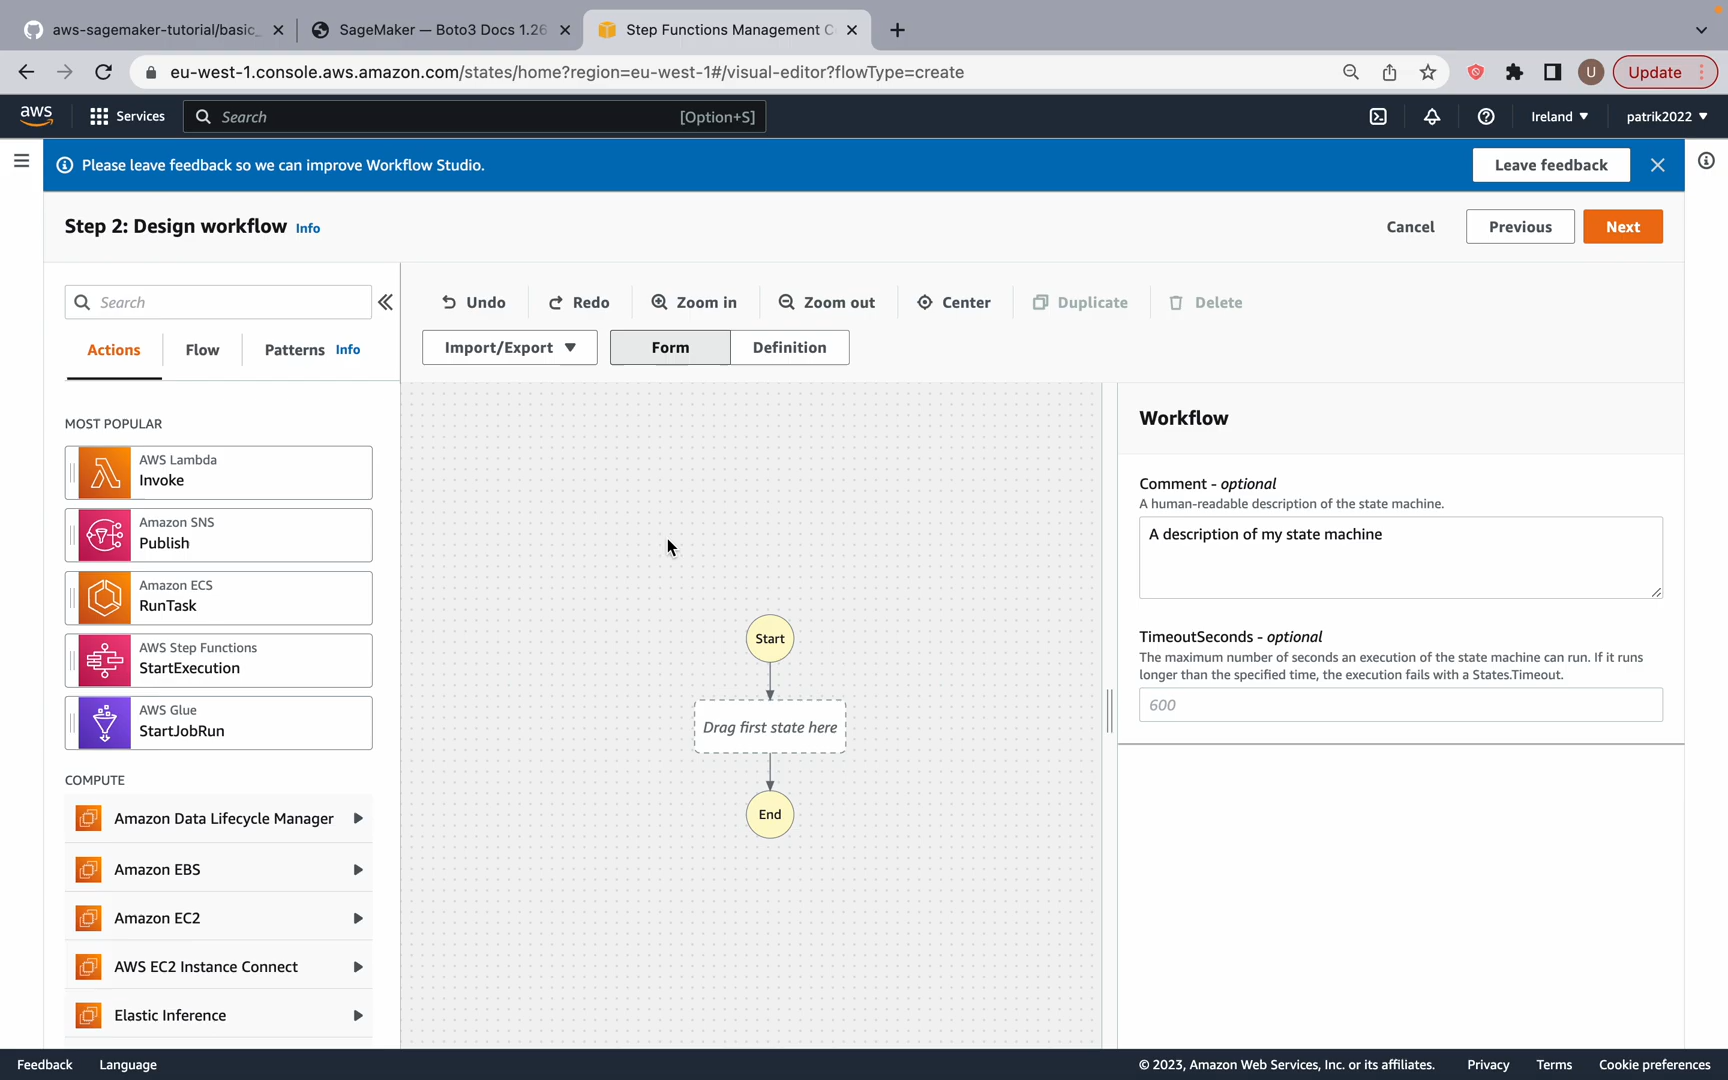 aws-sagemaker-tutorial/basic_
SageMaker — Boto3 Docs 1.26
Step Functions Management C
eu-west-1.console.aws.amazon.com/states/home?region=eu-west-1#/visual-editor?flowType=create
U
Update
aws
Services
Search
[Option+S]
Ireland
patrik2022
Please leave feedback so we can improve Workflow Studio.
Leave feedback
Step 2: Design workflow Info
Cancel
Previous
Next
Search
Undo
Redo
Zoom in
Zoom out
Center
Duplicate
Delete
Actions
Flow
Patterns Info
Import/Export
Form
Definition
MOST POPULAR
AWS Lambda
Invoke
Amazon SNS
Publish
Amazon ECS
RunTask
AWS Step Functions
StartExecution
AWS Glue
StartJobRun
COMPUTE
Amazon Data Lifecycle Manager
Amazon EBS
Amazon EC2
AWS EC2 Instance Connect
Elastic Inference
Start
Drag first state here
End
Workflow
Comment - optional
A human-readable description of the state machine.
A description of my state machine
TimeoutSeconds - optional
The maximum number of seconds an execution of the state machine can run. If it runs
longer than the specified time, the execution fails with a States.Timeout.
600
Feedback
Language
© 2023, Amazon Web Services, Inc. or its affiliates.
Privacy
Terms
Cookie preferences